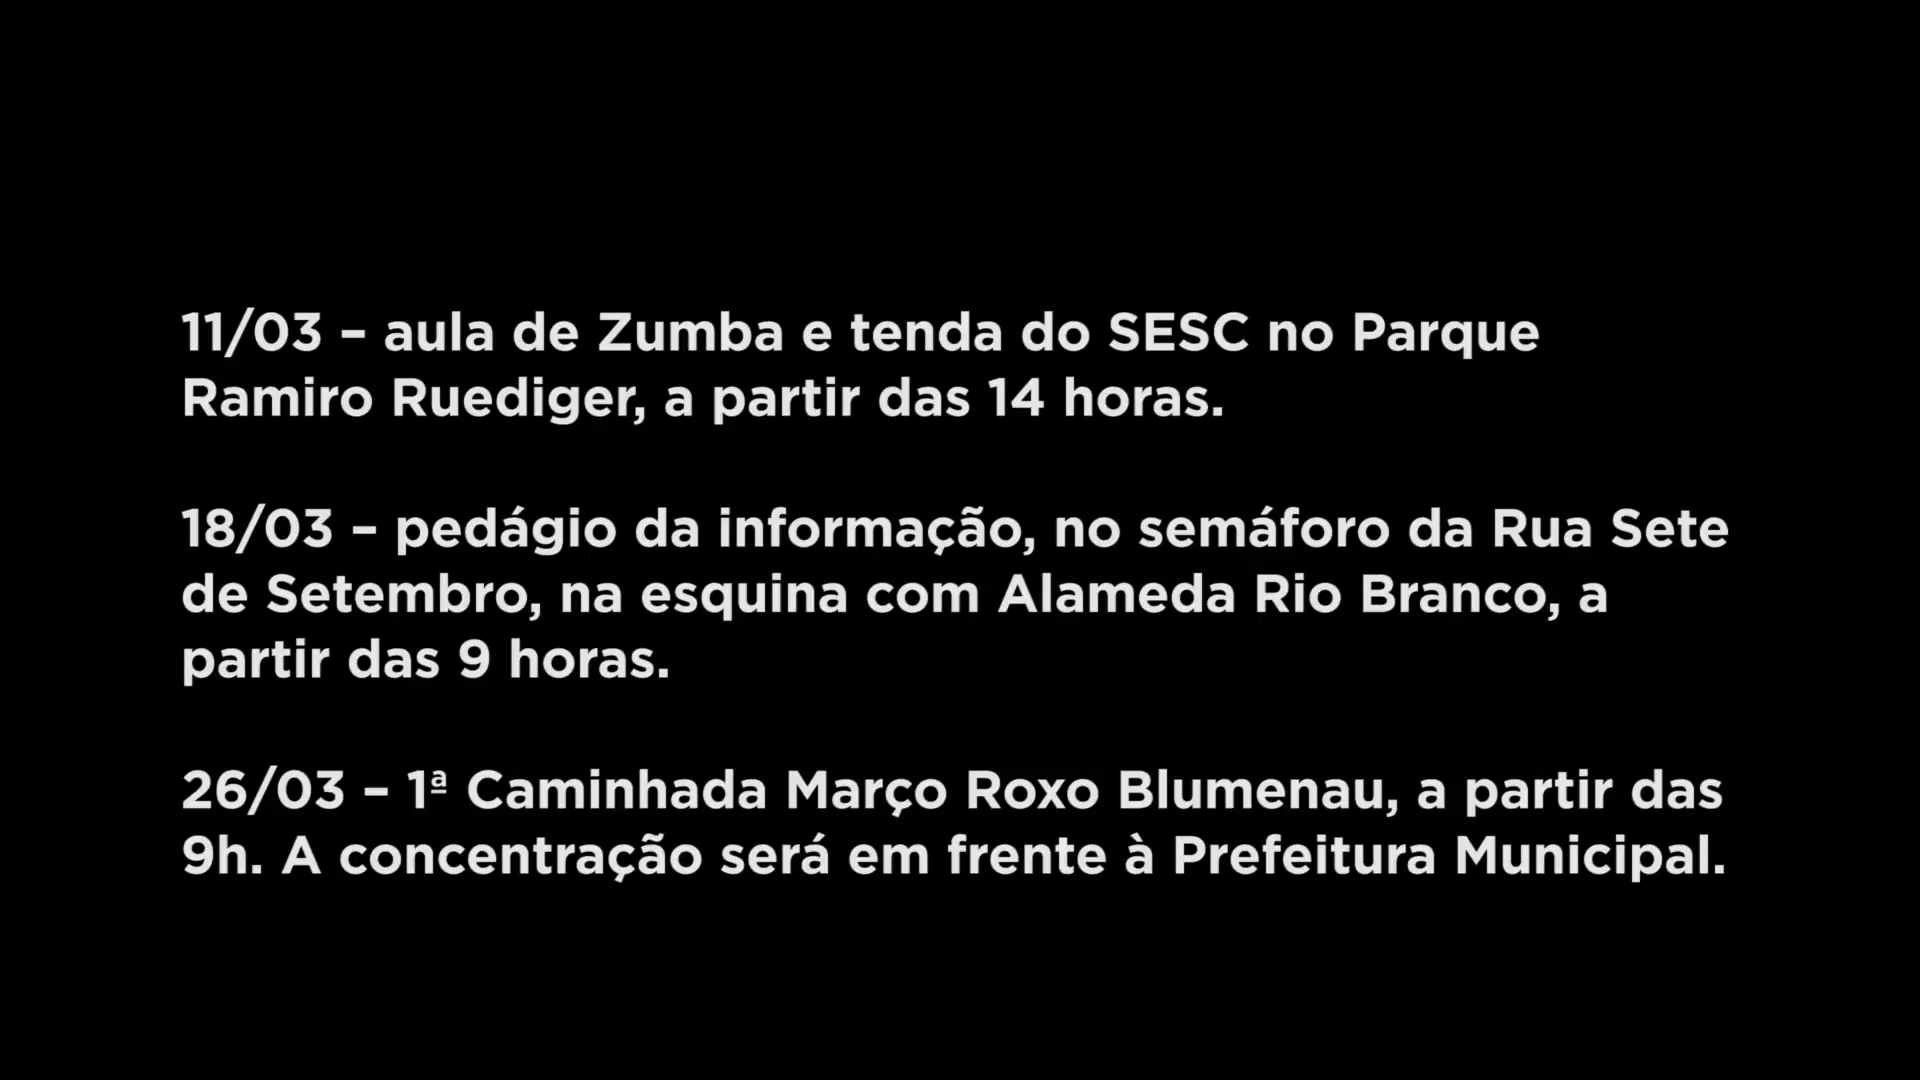 11/03 – aula de Zumba e tenda do SESC no Parque
Ramiro Ruediger, a partir das 14 horas.
18/03 – pedágio da informação, no semáforo da Rua Sete
de Setembro, na esquina com Alameda Rio Branco, a
partir das 9 horas.
26/03 – 1ª Caminhada Março Roxo Blumenau, a partir das
9h. A concentração será em frente à Prefeitura Municipal.